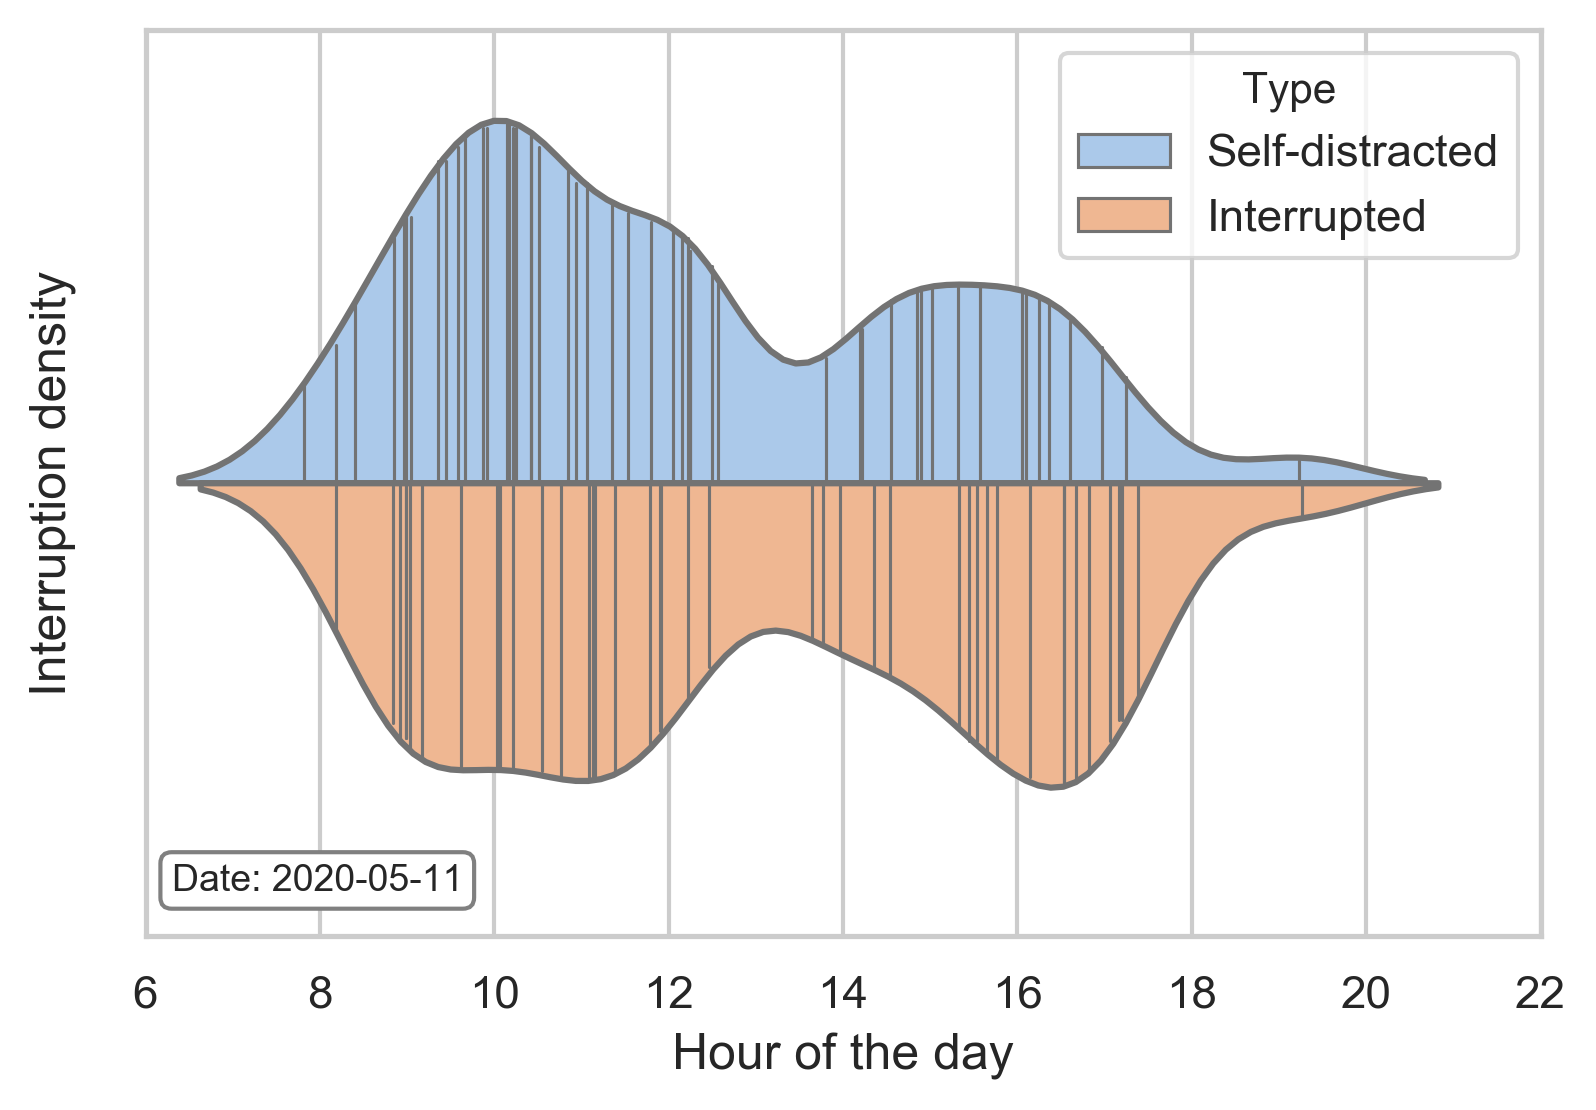 Type
Self-distracted
Interrupted
Interruption density
Date: 2020-05-11
6 8 10 12 14 16 18 20 22
Hour of the day